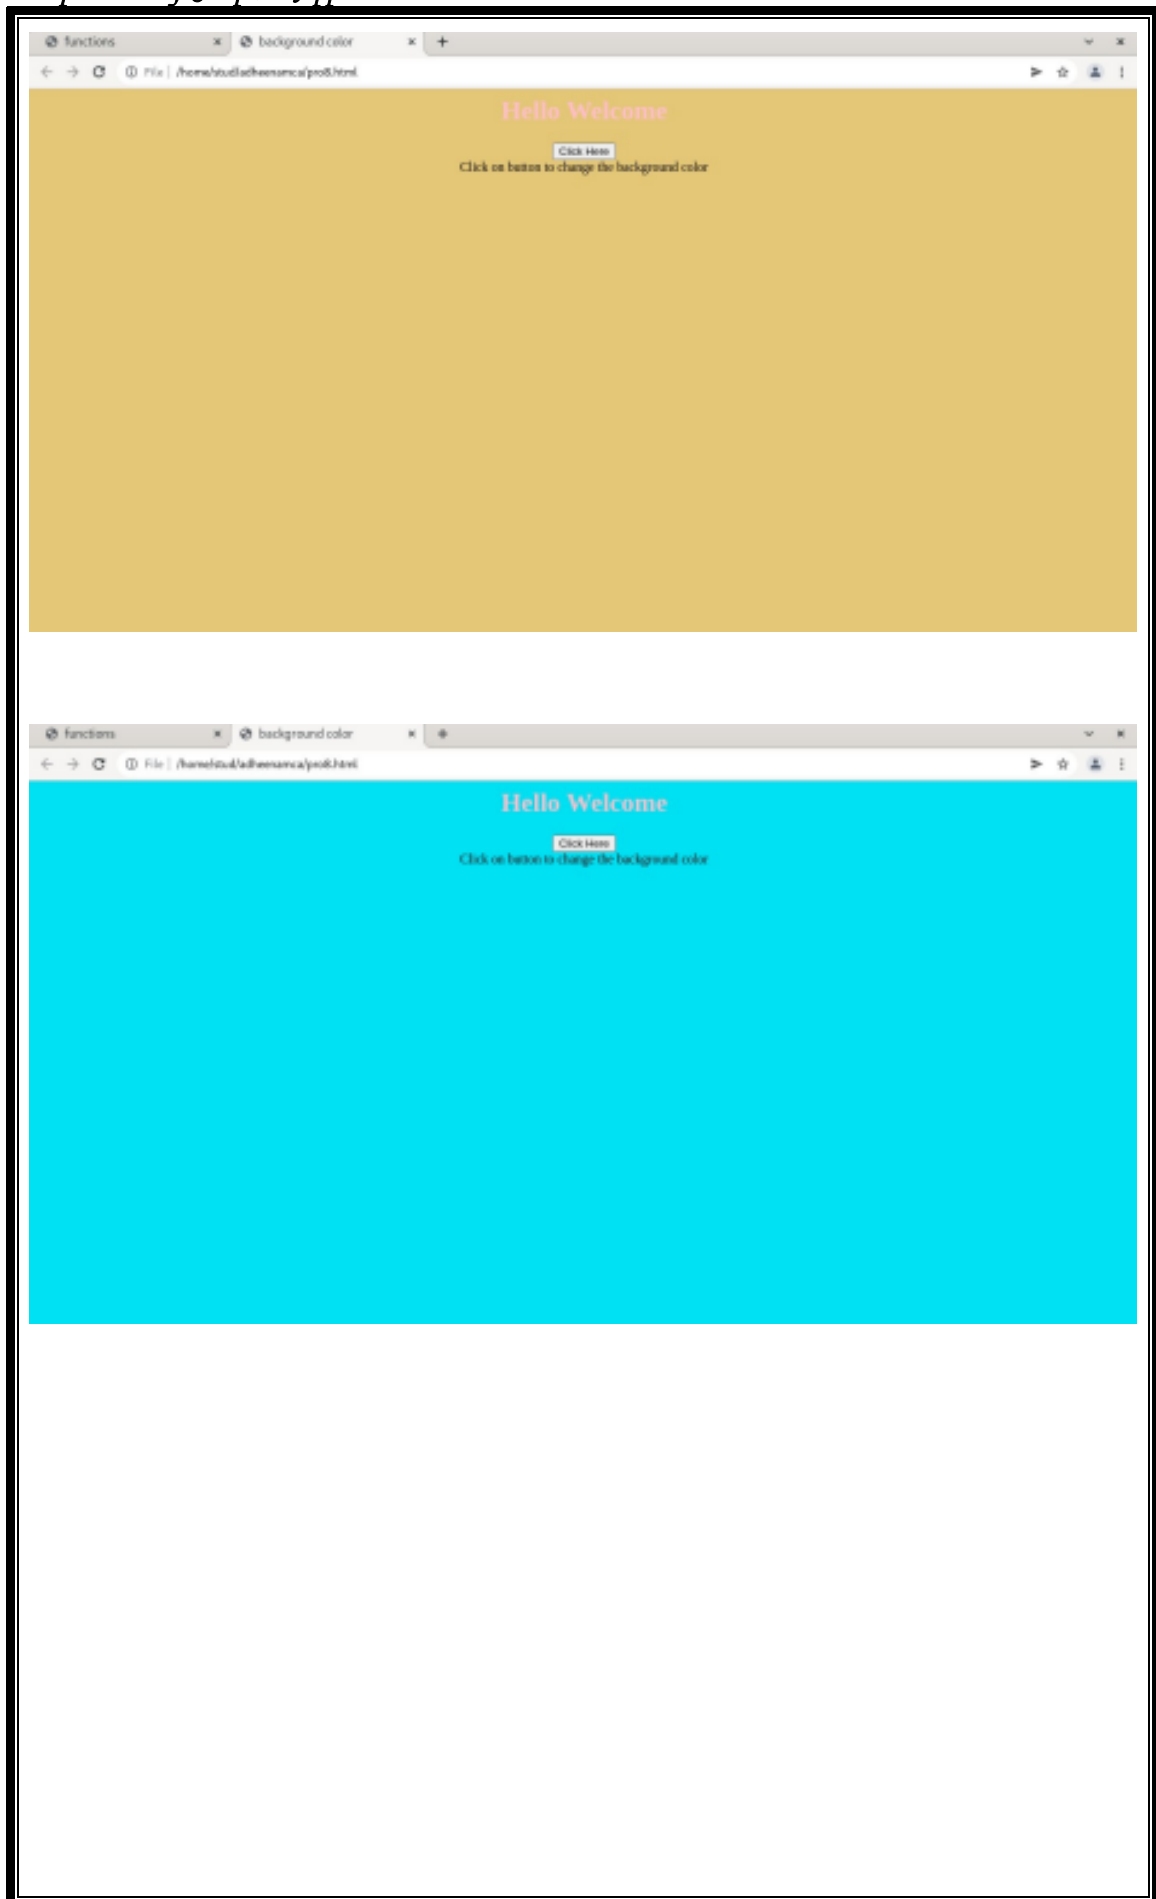 functions
background color
File | /home/stud/adheenamca/pro8.html
Hello Welcome
Click Here
Click on button to change the background color
functions
background color
File | /home/stud/adheenamca/pro8.html
Hello Welcome
Click Here
Click on button to change the background color